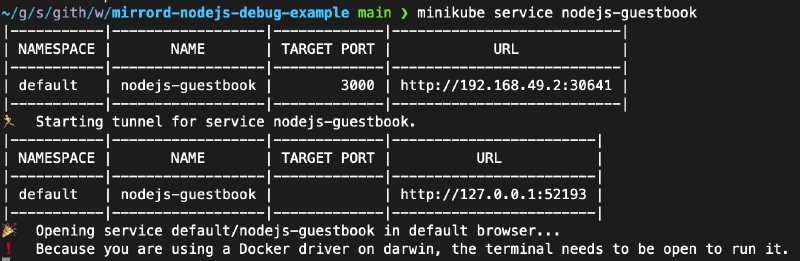 ~/g/s/gith/w/mirrord-nodejs-debug-example main ❯ minikube service nodejs-guestbook
|-----------|------------------|-------------|---------------------------|
| NAMESPACE | NAME | TARGET PORT | URL |
|-----------|------------------|-------------|---------------------------|
| default | nodejs-guestbook | 3000 | http://192.168.49.2:30641 |
|-----------|------------------|-------------|---------------------------|
🏃 Starting tunnel for service nodejs-guestbook.
|-----------|------------------|-------------|------------------------|
| NAMESPACE | NAME | TARGET PORT | URL |
|-----------|------------------|-------------|------------------------|
| default | nodejs-guestbook | | http://127.0.0.1:52193 |
|-----------|------------------|-------------|------------------------|
🎉 Opening service default/nodejs-guestbook in default browser...
❗ Because you are using a Docker driver on darwin, the terminal needs to be open to run it.